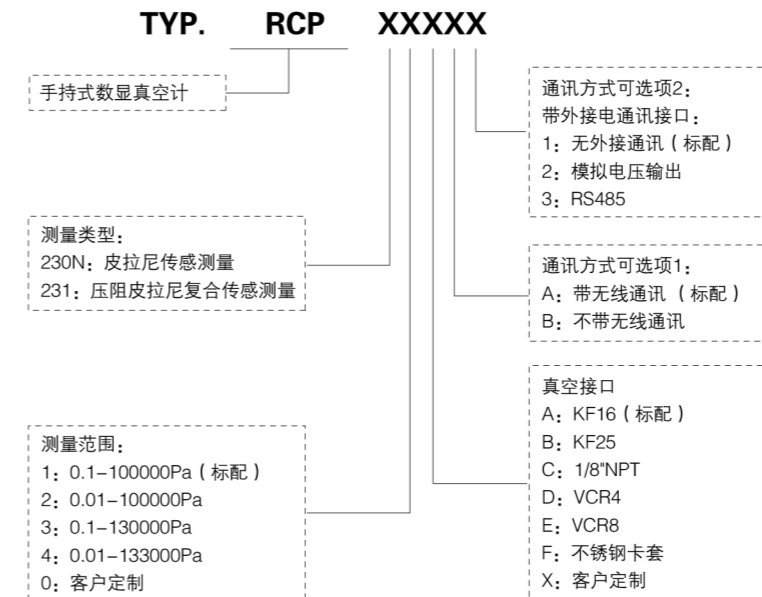 TYP. RCP XXXXX
手持式数显真空计
测量类型：
230N：皮拉尼传感测量
231：压阻皮拉尼复合传感测量
测量范围：
1：0.1-100000Pa（标配）
2：0.01-100000Pa
3：0.1-130000Pa
4：0.01-133000Pa
0：客户定制
通讯方式可选项2：
带外接电通讯接口：
1：无外接通讯（标配）
2：模拟电压输出
3：RS485
通讯方式可选项1：
A：带无线通讯 （标配）
B：不带无线通讯
真空接口
A：KF16（标配）
B：KF25
C：1/8"NPT
D：VCR4
E：VCR8
F：不锈钢卡套
X：客户定制